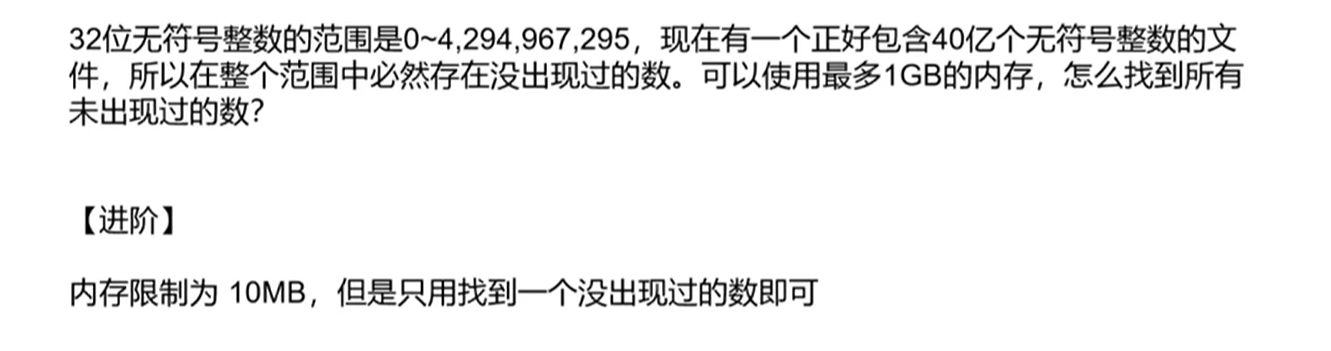 32位无符号整数的范围是0~4,294,967,295，现在有一个正好包含40亿个无符号整数的文
件，所以在整个范围中必然存在没出现过的数。可以使用最多1GB的内存，怎么找到所有
未出现过的数？
【进阶】
内存限制为 10MB，但是只用找到一个没出现过的数即可